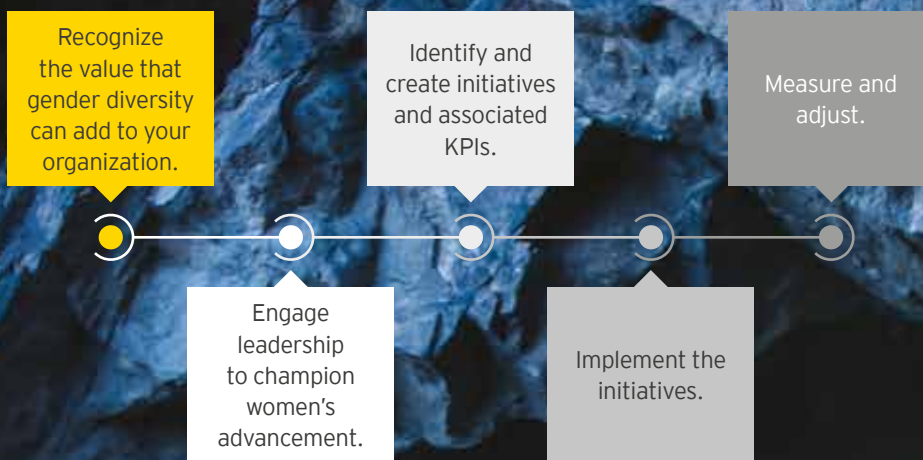 Recognize
the value that
gender diversity
can add to your
organization.
Engage
leadership
to champion
women’s
advancement.
Identify and
create initiatives
and associated
KPIs.
Implement the
initiatives.
Measure and
adjust.